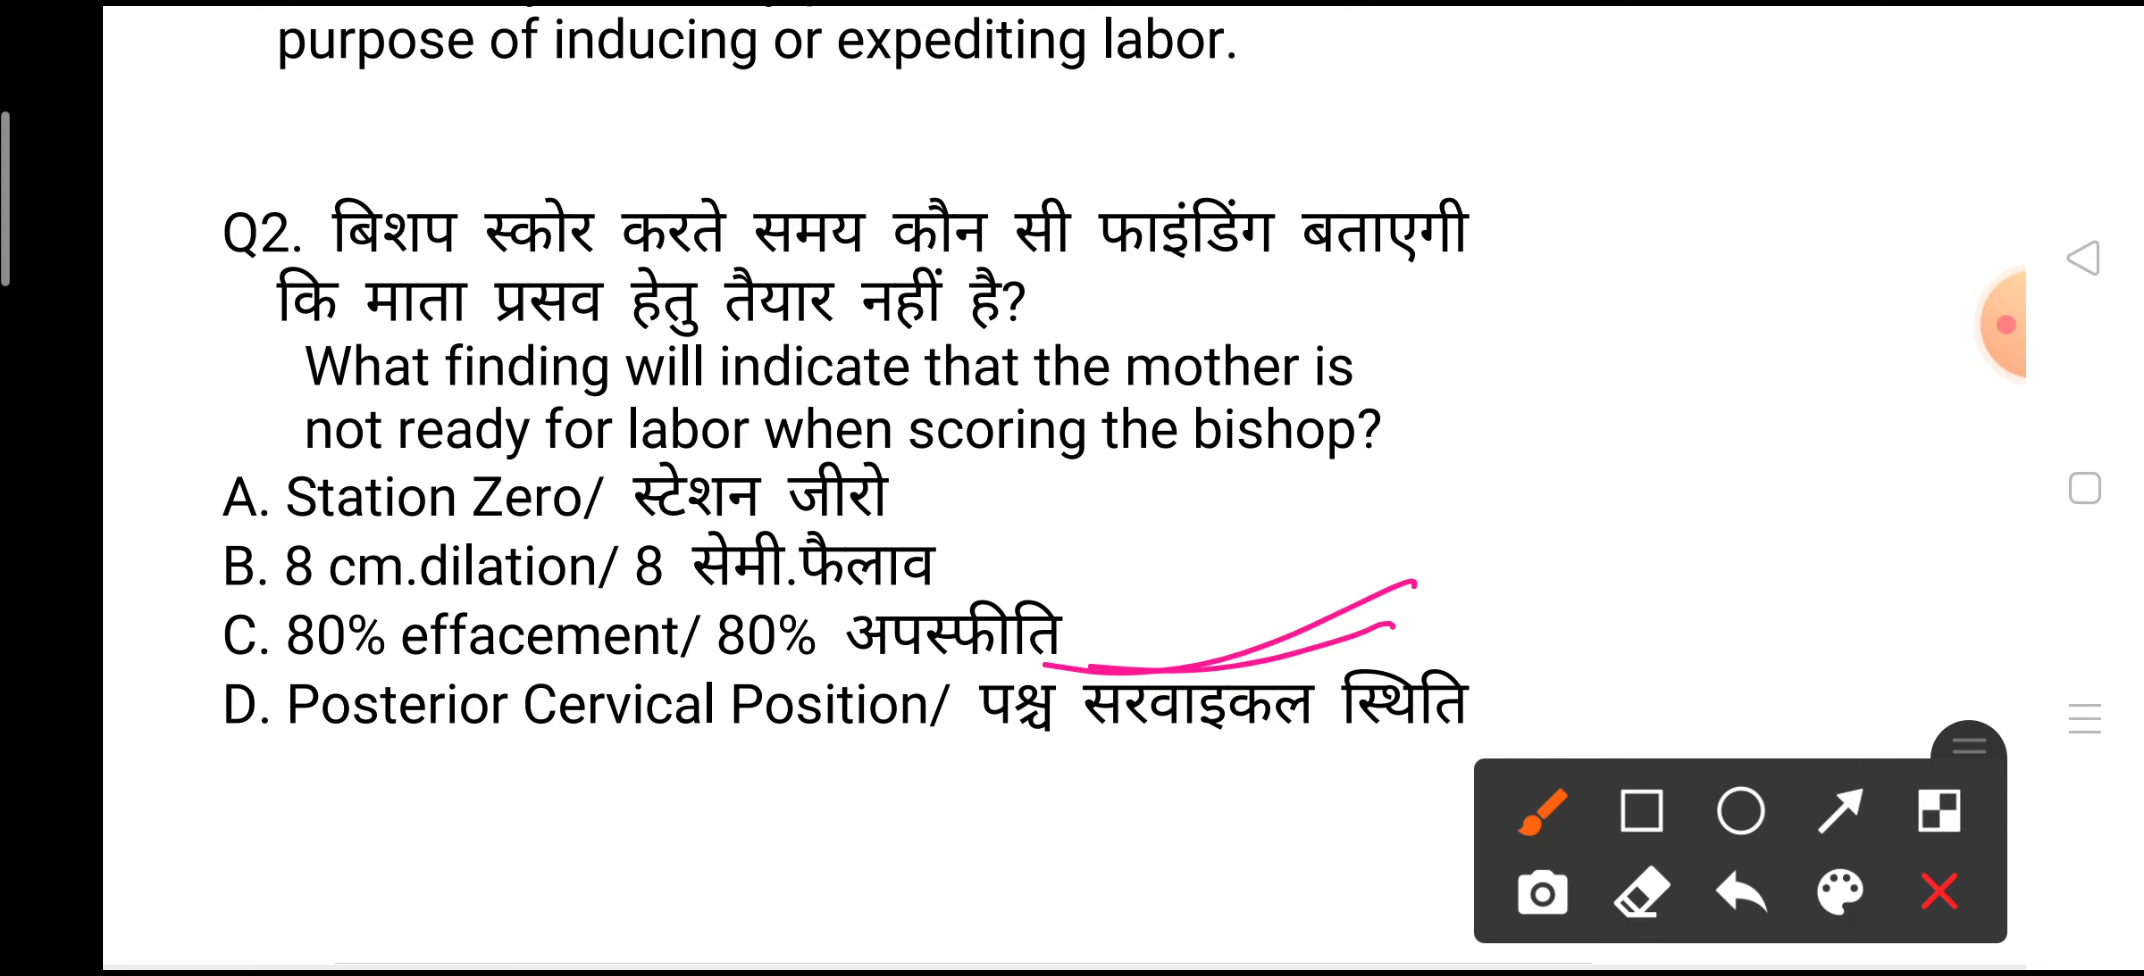 purpose of inducing or expediting labor.
Q2. बिशप स्कोर करते समय कौन सी फाइंडिंग बताएगी
कि माता प्रसव हेतु तैयार नहीं है?
What finding will indicate that the mother is
not ready for labor when scoring the bishop?
A. Station Zero/ स्टेशन जीरो
B. 8 cm.dilation/ 8 सेमी.फैलाव
C. 80% effacement/ 80% अपस्फीति
D. Posterior Cervical Position/ पश्च सरवाइकल स्थिति